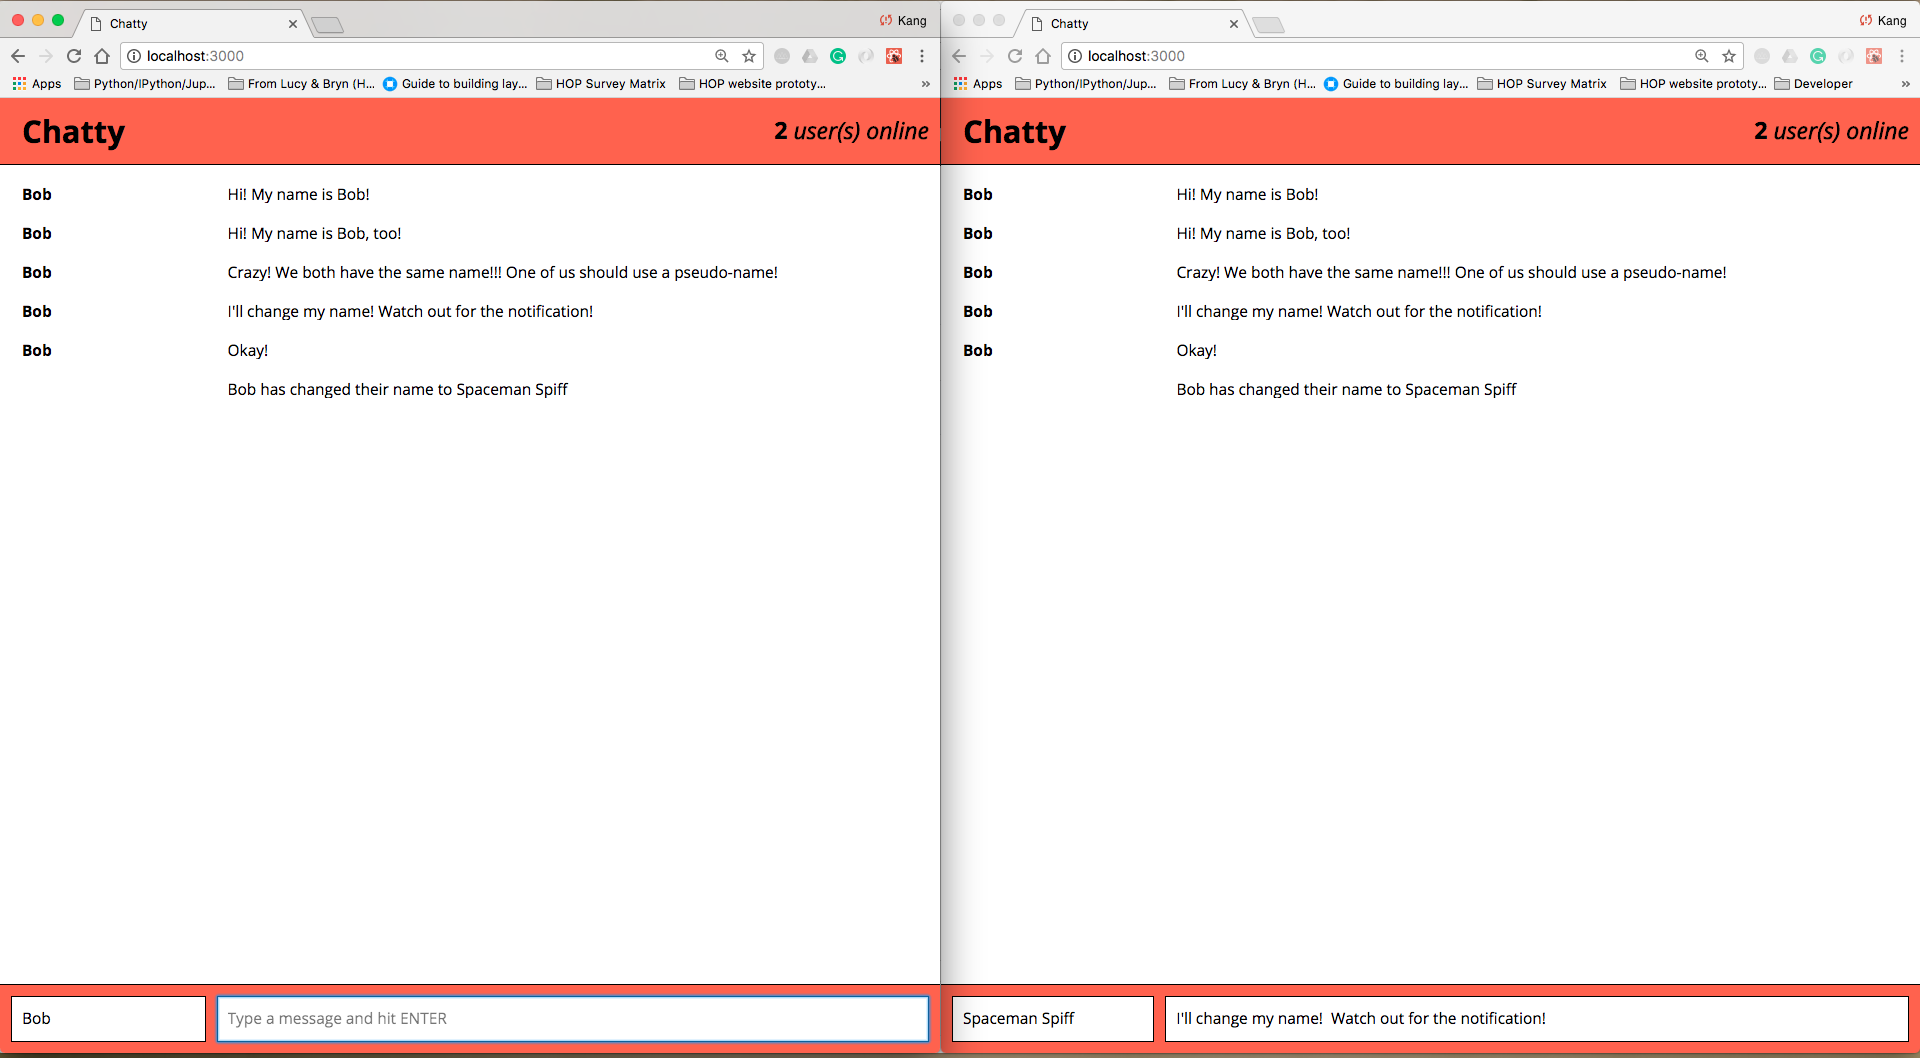 Chatty
Kang
localhost:3000
Apps Python/IPython/Jup... From Lucy & Bryn (H... Guide to building lay... HOP Survey Matrix HOP website prototy... »
Chatty 2 user(s) online
Bob Hi! My name is Bob!
Bob Hi! My name is Bob, too!
Bob Crazy! We both have the same name!!! One of us should use a pseudo-name!
Bob I'll change my name! Watch out for the notification!
Bob Okay!
Bob has changed their name to Spaceman Spiff
Bob Type a message and hit ENTER
Chatty
Kang
localhost:3000
Apps Python/IPython/Jup... From Lucy & Bryn (H... Guide to building lay... HOP Survey Matrix HOP website prototy... Developer »
Chatty 2 user(s) online
Bob Hi! My name is Bob!
Bob Hi! My name is Bob, too!
Bob Crazy! We both have the same name!!! One of us should use a pseudo-name!
Bob I'll change my name! Watch out for the notification!
Bob Okay!
Bob has changed their name to Spaceman Spiff
Spaceman Spiff I'll change my name!  Watch out for the notification!